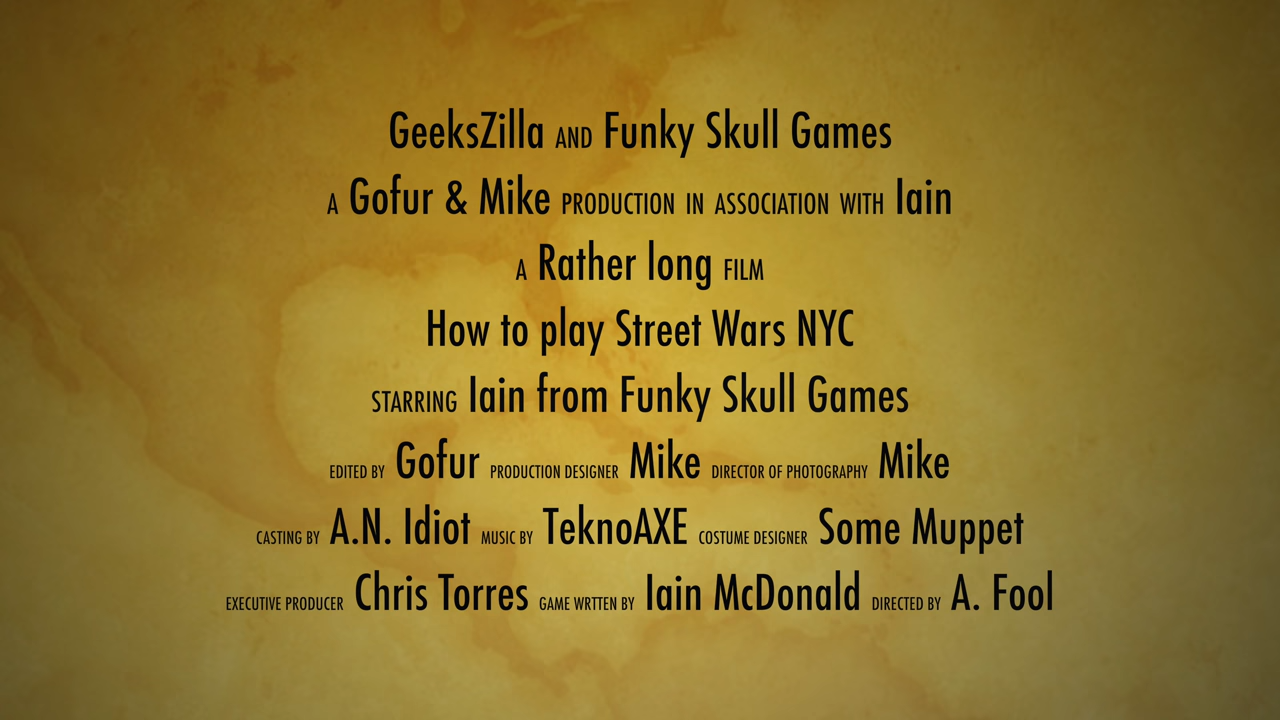 GeeksZilla AND Funky Skull Games
A Gofur & Mike PRODUCTION IN ASSOCIATION WITH Iain
A Rather long FILM
How to play Street Wars NYC
STARRING Iain from Funky Skull Games
EDITED BY Gofur PRODUCTION DESIGNER Mike DIRECTOR OF PHOTOGRAPHY Mike
CASTING BY A.N. Idiot MUSIC BY TeknoAXE COSTUME DESIGNER Some Muppet
EXECUTIVE PRODUCER Chris Torres GAME WRTTEN BY Iain McDonald DIRECTED BY A. Fool